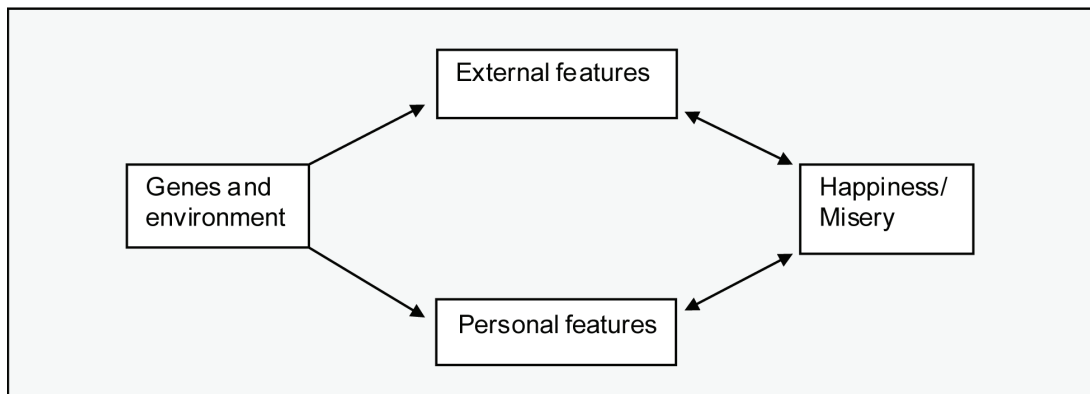 External features
Genes and
environment
Happiness/
Misery
Personal features